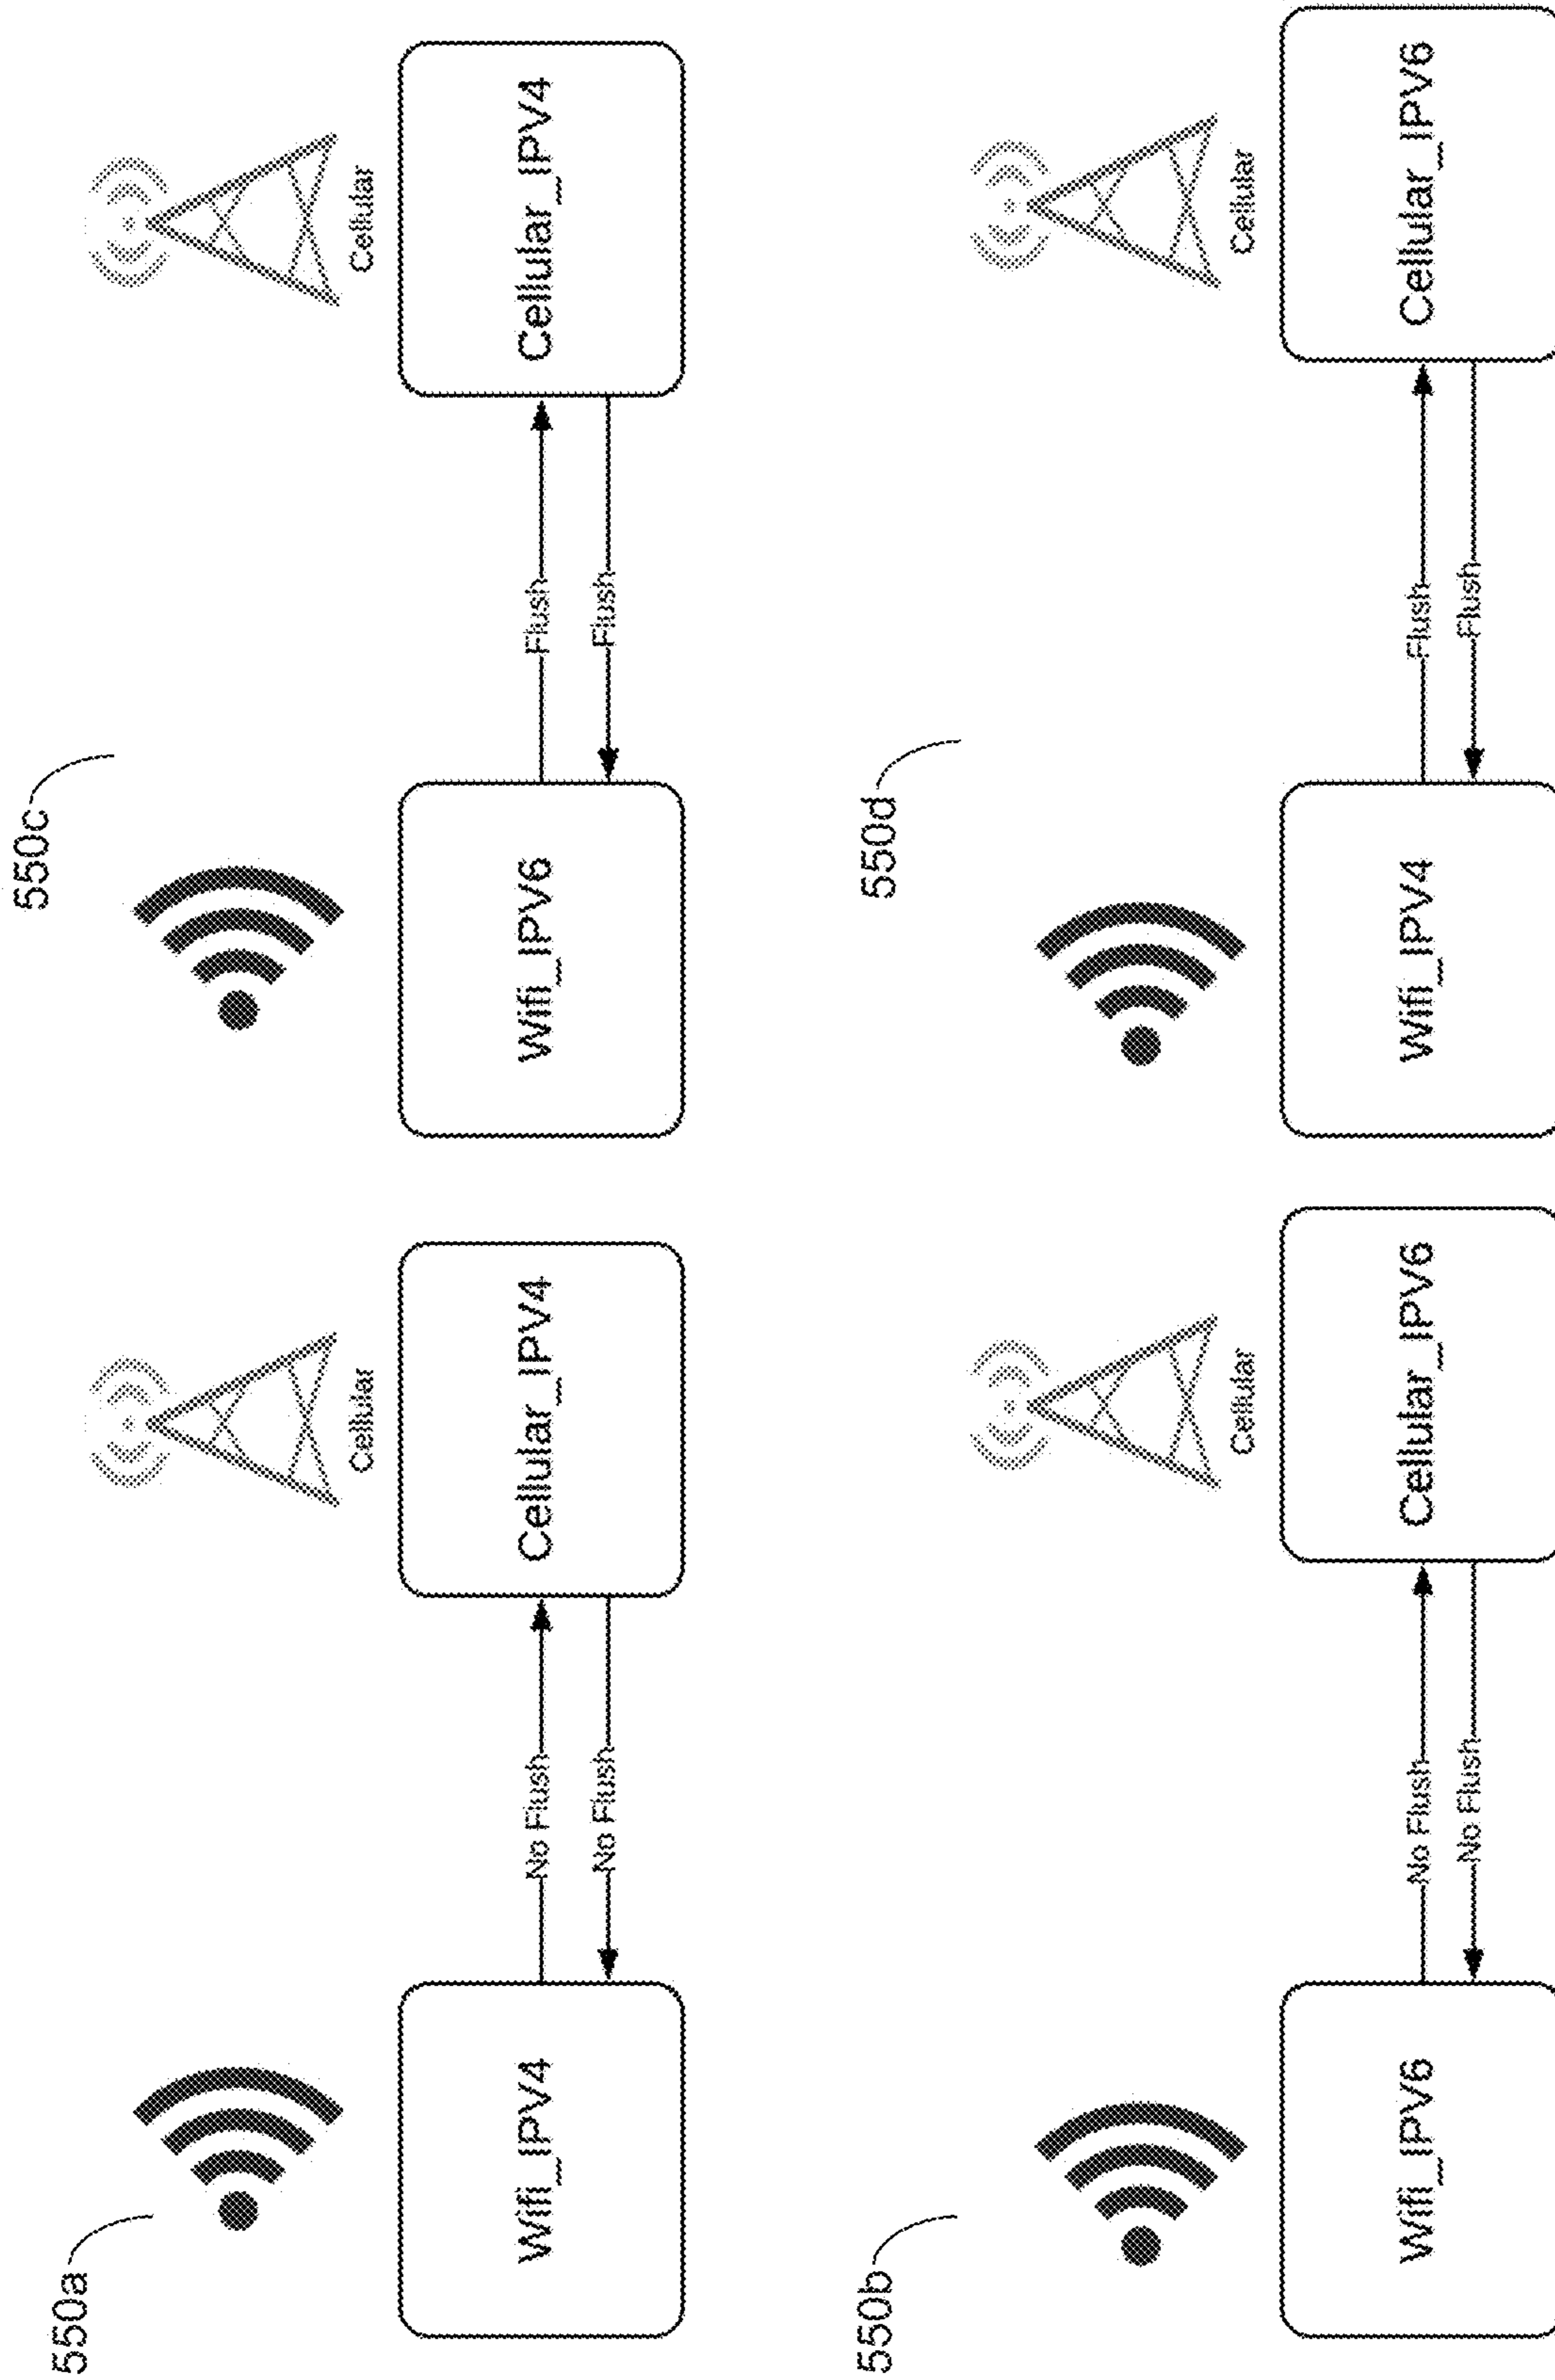 550a
Cellular
Wifi_IPV4
No Flush
No Flush
Cellular_IPV4
550c
Cellular
Wifi_IPV6
Flush
Flush
Cellular_IPV4
550b
Cellular
Wifi_IPV6
No Flush
No Flush
Cellular_IPV6
550d
Cellular
Wifi_IPV4
Flush
Flush
Cellular_IPV6